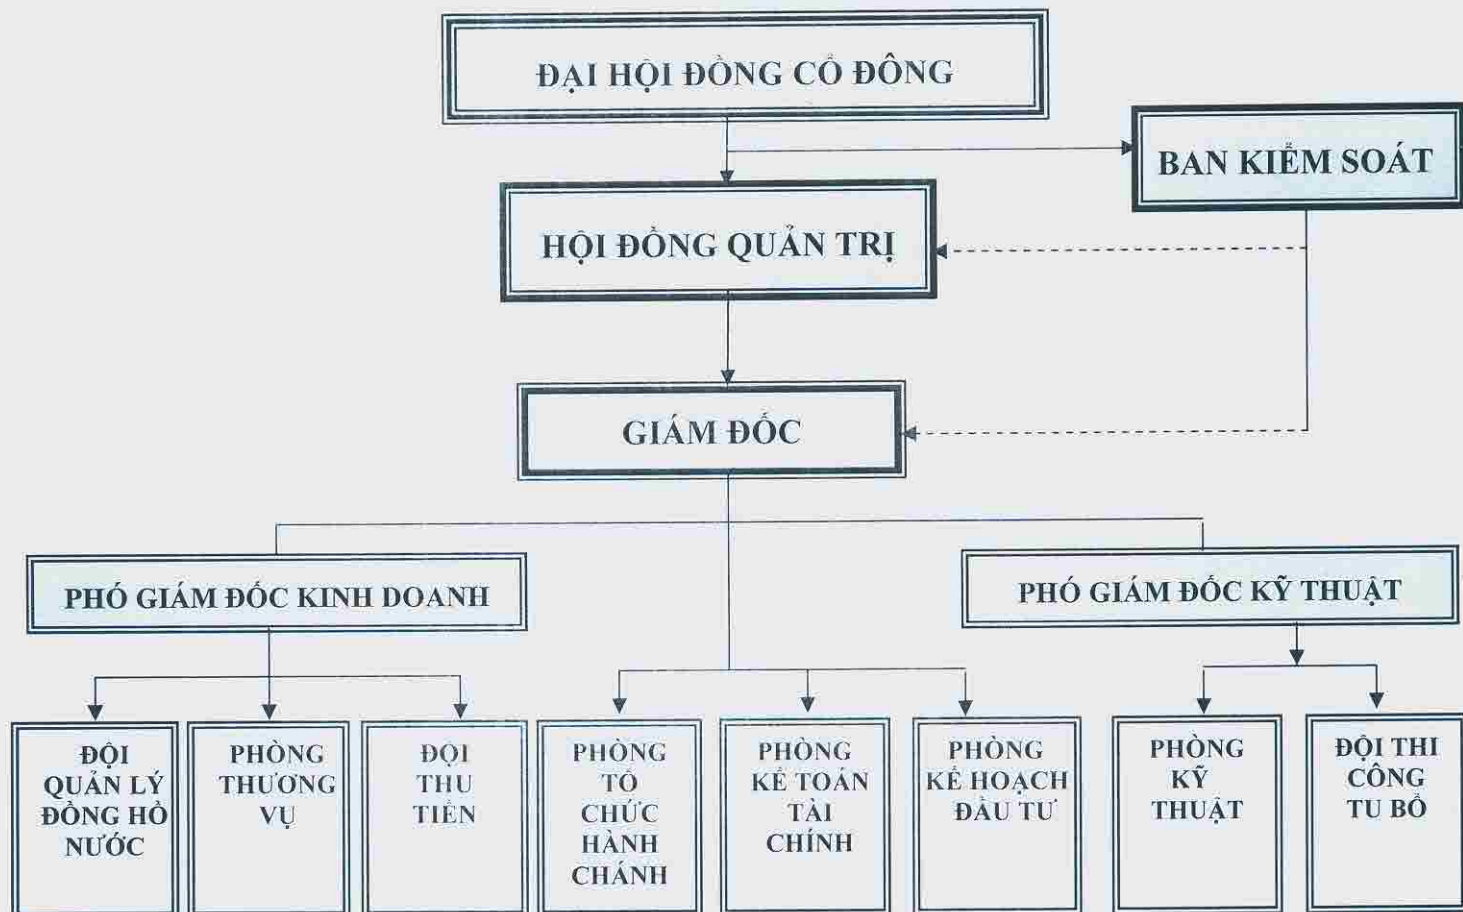 ĐẠI HỘI ĐỒNG CỔ ĐÔNG
BAN KIỂM SOÁT
HỘI ĐỒNG QUẢN TRỊ
GIÁM ĐỐC
PHÓ GIÁM ĐỐC KINH DOANH
PHÓ GIÁM ĐỐC KỸ THUẬT
ĐỘI
QUẢN LÝ
ĐỒNG HỒ
NƯỚC
PHÒNG
THƯƠNG
VỤ
ĐỘI
THU
TIỀN
PHÒNG
TỔ
CHỨC
HÀNH
CHÁNH
PHÒNG
KẾ TOÁN
TÀI
CHÍNH
PHÒNG
KẾ HOẠCH
ĐẦU TƯ
PHÒNG
KỸ
THUẬT
ĐỘI THI
CÔNG
TU BỔ